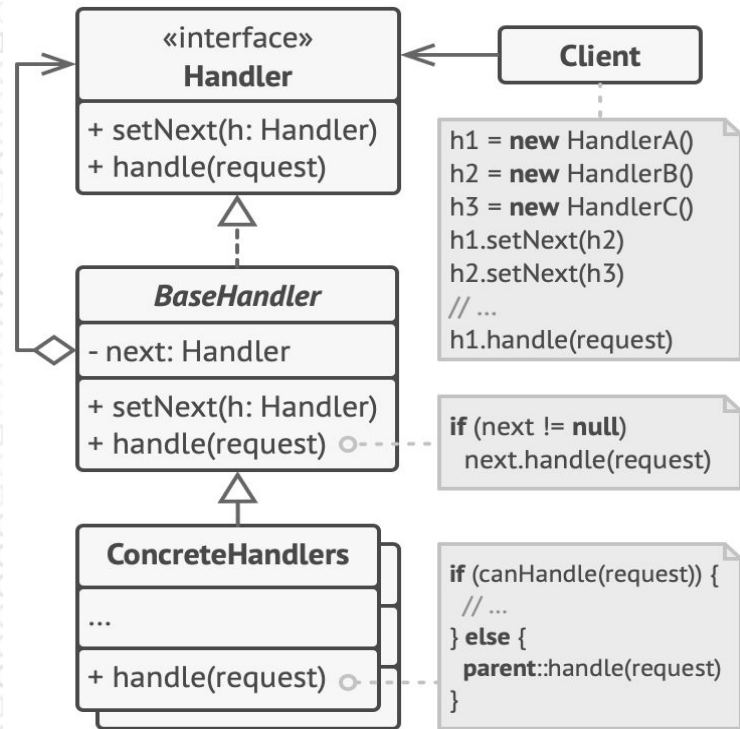 «interface»
Handler
+ setNext(h: Handler)
+ handle(request)
Client
h1 = new HandlerA()
h2 = new HandlerB()
h3 = new HandlerC()
h1.setNext(h2)
h2.setNext(h3)
// ...
h1.handle(request)
BaseHandler
- next: Handler
+ setNext(h: Handler)
+ handle(request)
if (next != null)
next.handle(request)
ConcreteHandlers
...
+ handle(request)
if (canHandle(request)) {
// ...
} else {
parent::handle(request)
}